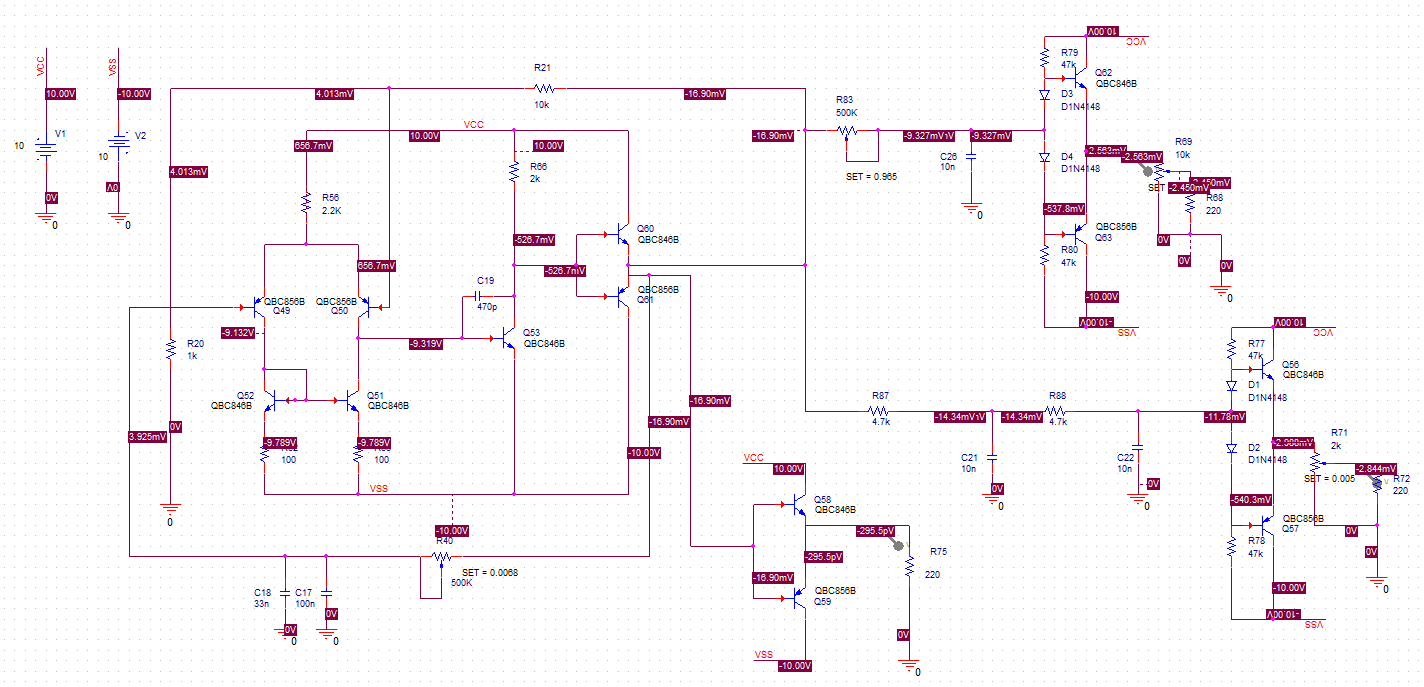 VCC
10.00V
V1
10
0V
0
VSS
-10.00V
V2
10
0V
0
R21
10k
4.013mV
-16.90mV
4.013mV
VCC
10.00V
656.7mV
10.00V
R66
2k
R56
2.2K
-526.7mV
-526.7mV
Q60
QBC846B
656.7mV
QBC856B
Q61
C19
470p
QBC856B
Q49
QBC856B
Q50
-9.132V
-9.319V
Q53
QBC846B
R20
1k
Q52
QBC846B
Q51
QBC846B
3.925mV
0V
-9.789V
-9.789V
100
100
VSS
-10.00V
0
-10.00V
R40
SET = 0.0068
500K
C18
33n
C17
100n
0V
0V
0
0
-16.90mV
-16.90mV
VCC
10.00V
Q58
QBC846B
-295.5pV
-295.5pV
-16.90mV
QBC856B
Q59
R75
220
0V
0
VSS
-10.00V
-16.90mV
R83
500K
SET = 0.965
-9.327mV
-9.327mV
C26
10n
0
10.00V
VCC
R79
47k
Q62
QBC846B
D3
D1N4148
D4
D1N4148
-2.563mV
-2.563mV
R69
10k
SET
-2.450mV
-2.450mV
R68
220
-537.8mV
QBC856B
Q63
R80
47k
0V
0V
0V
0
-10.00V
-10.00V
VSS
R87
4.7k
-14.34mV
-14.34mV
R88
4.7k
C21
10n
0V
0
C22
10n
0V
0
-11.78mV
10.00V
VCC
R77
47k
Q56
QBC846B
D1
D1N4148
D2
D1N4148
-2.988mV
R71
2k
SET = 0.005
-2.844mV
R72
220
-540.3mV
QBC856B
Q57
R78
47k
0V
0V
0
-10.00V
-10.00V
VSS